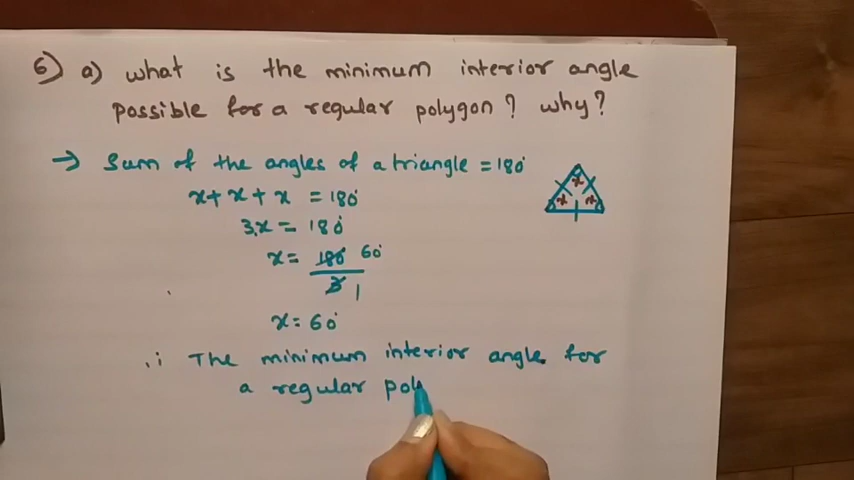 6) a) what is the minimum interior angle
possible for a regular polygon? why?
→ Sum of the angles of a triangle = 180°
x + x + x = 180°
3x = 180°
x = 180° 60°
3 1
x = 60°
∴ The minimum interior angle for
a regular pol
x
x x